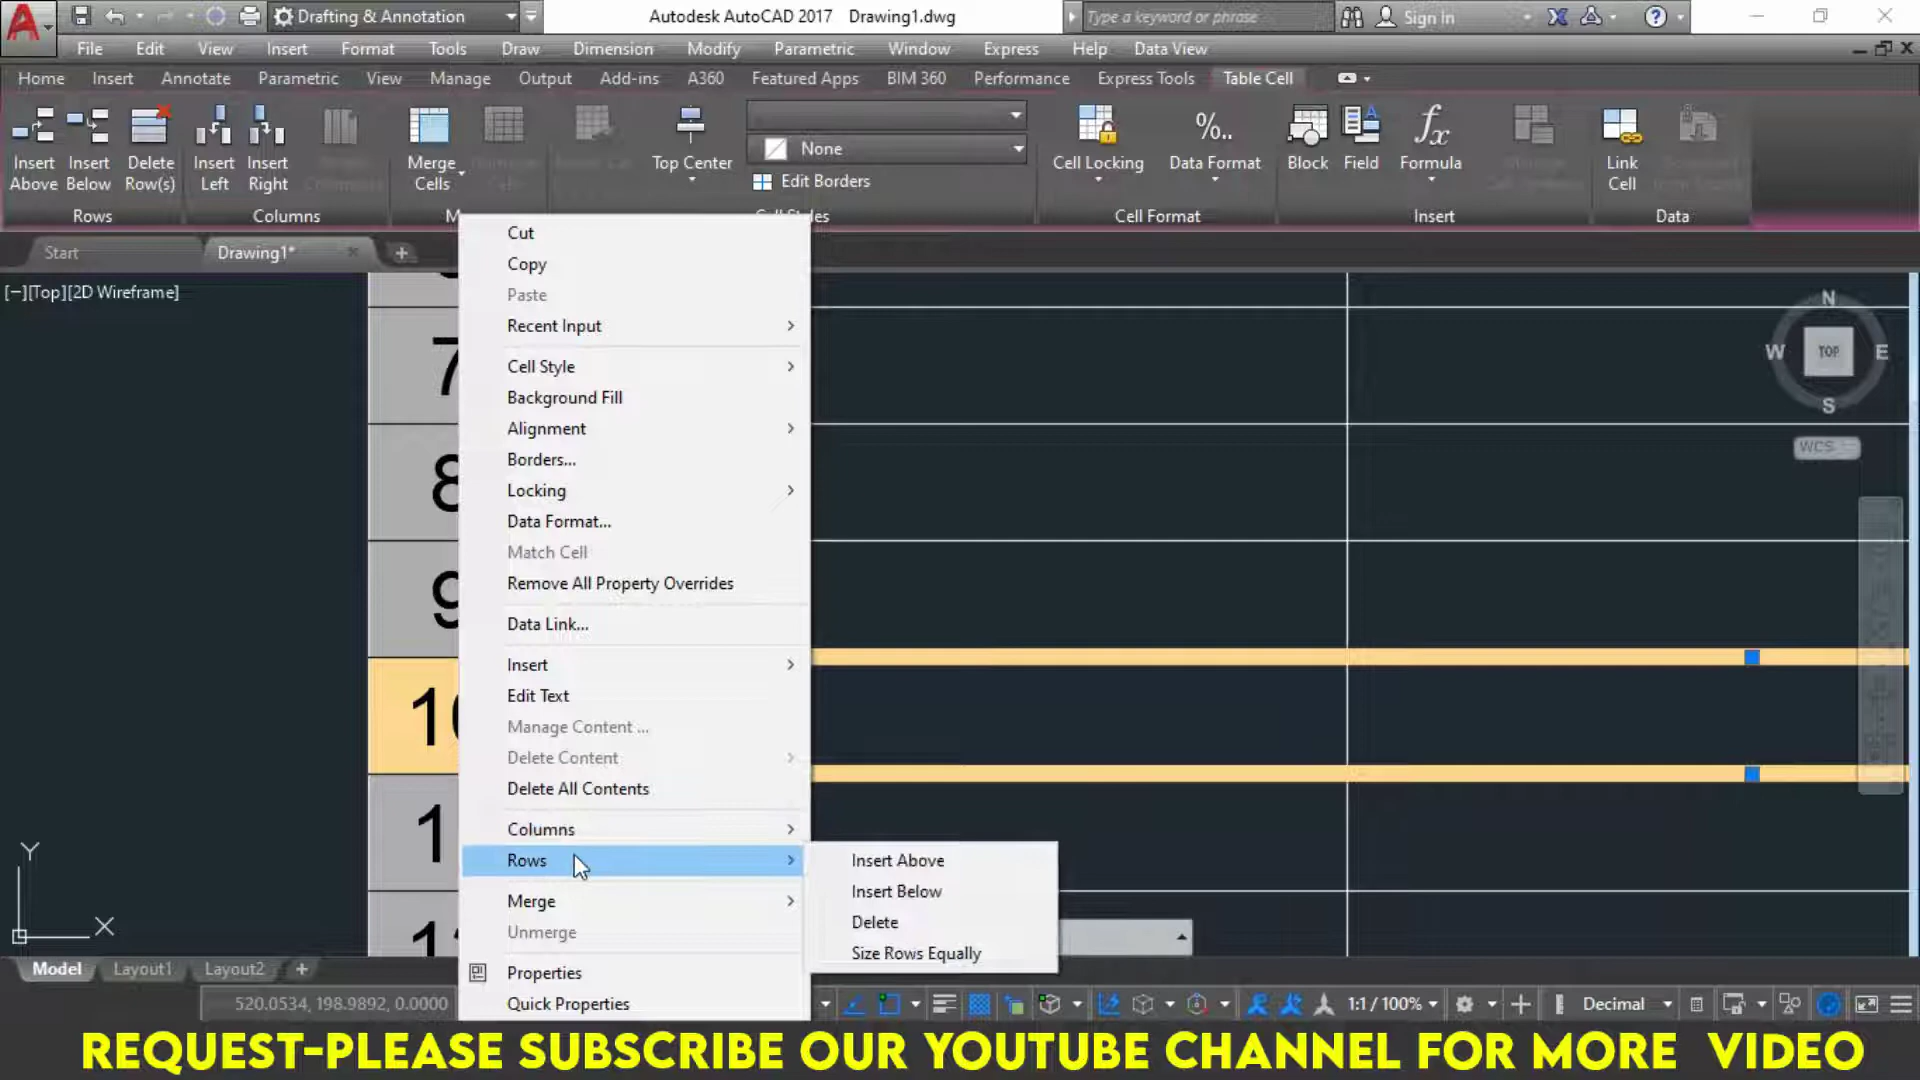 Drafting & Annotation
Autodesk AutoCAD 2017 Drawing1.dwg
Type a keyword or phrase
Sign In
File Edit View Insert Format Tools Draw Dimension Modify Parametric Window Express Help Data View
Home Insert Annotate Parametric View Manage Output Add-ins A360 Featured Apps BIM 360 Performance Express Tools Table Cell
Insert Above
Insert Below
Delete Row(s)
Insert Left
Insert Right
Merge Cells
Top Center
None
Edit Borders
Cell Locking
Data Format
Block
Field
Formula
Link Cell
Rows
Columns
Cell Format
Insert
Data
Start
Drawing1*
[−][Top][2D Wireframe]
Cut
Copy
Paste
Recent Input
Cell Style
Background Fill
Alignment
Borders...
Locking
Data Format...
Match Cell
Remove All Property Overrides
Data Link...
Insert
Edit Text
Manage Content ...
Delete Content
Delete All Contents
Columns
Rows
Merge
Unmerge
Properties
Quick Properties
Insert Above
Insert Below
Delete
Size Rows Equally
7
8
9
10
1
1
N
W TOP E
S
WCS
Y
X
Model Layout1 Layout2
520.0534, 198.9892, 0.0000
1:1 / 100%
Decimal
REQUEST-PLEASE SUBSCRIBE OUR YOUTUBE CHANNEL FOR MORE VIDEO